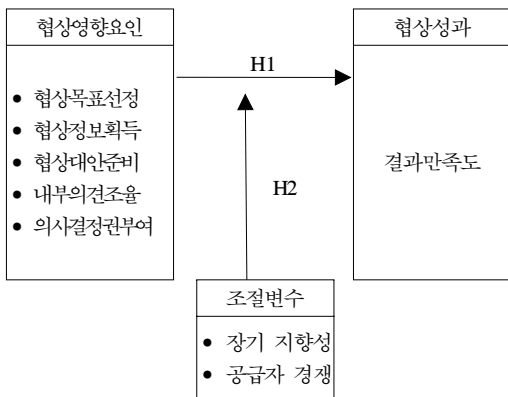 협상영향요인
• 협상목표선정
• 협상정보획득
• 협상대안준비
• 내부의견조율
• 의사결정권부여
H1
H2
협상성과
결과만족도
조절변수
• 장기 지향성
• 공급자 경쟁